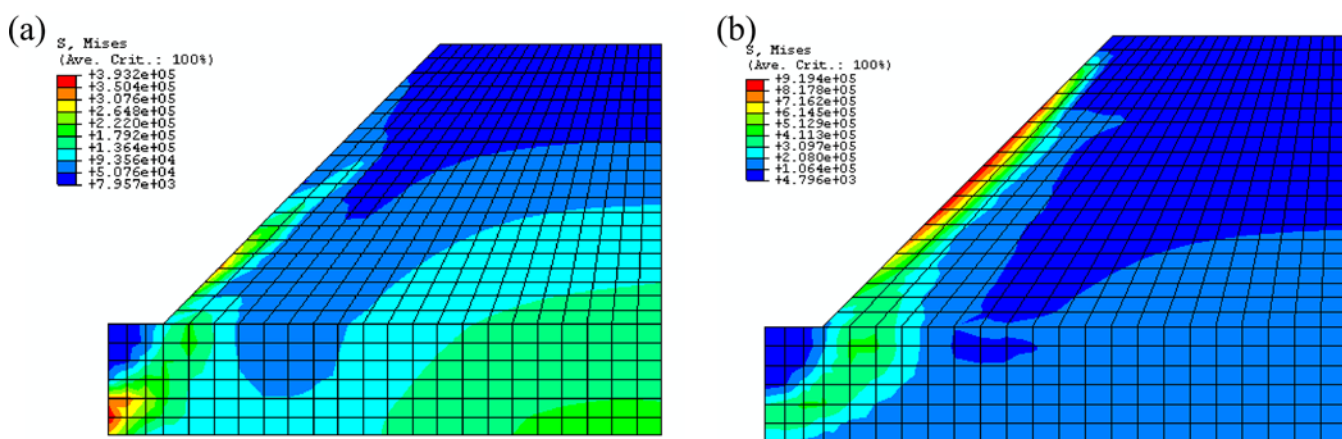 (a)
S, Mises
(Ave. Crit.: 100%)
+3.932e+05
+3.504e+05
+3.076e+05
+2.648e+05
+2.220e+05
+1.792e+05
+1.364e+05
+9.356e+04
+5.076e+04
+7.957e+03
(b)
S, Mises
(Ave. Crit.: 100%)
+9.194e+05
+8.178e+05
+7.162e+05
+6.145e+05
+5.129e+05
+4.113e+05
+3.097e+05
+2.080e+05
+1.064e+05
+4.796e+03